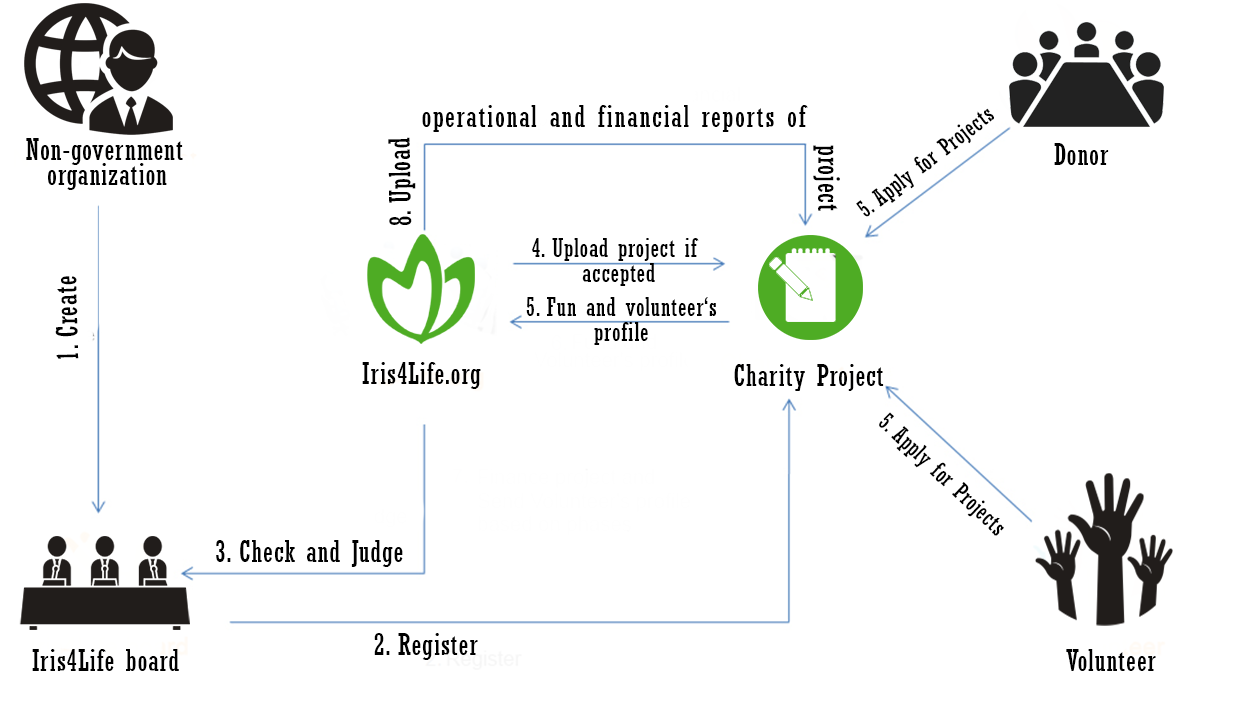 operational and financial reports of
8. Upload
project
Non-government
organization
5. Apply for Projects
Donor
1. Create
4. Upload project if
accepted
5. Fun and volunteer‘s
profile
Iris4Life.org
Charity Project
5. Apply for Projects
3. Check and Judge
2. Register
2. Register
Iris4Life board
Volunteer